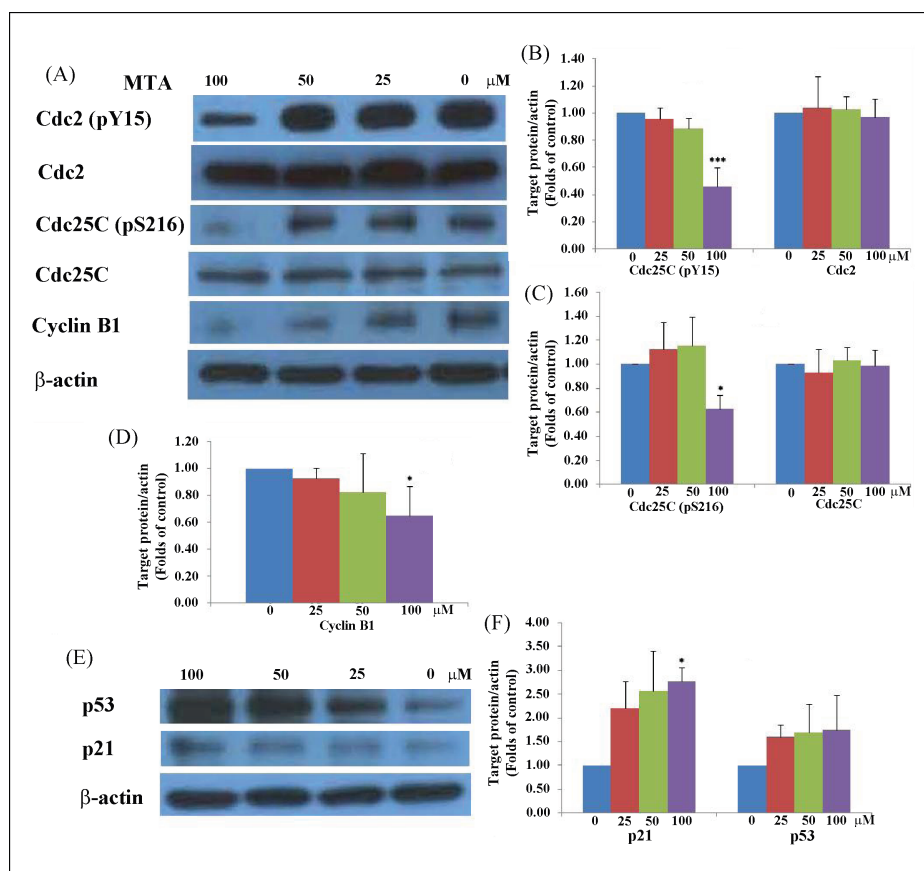 (A)
MTA
100 50 25 0 μM
Cdc2 (pY15)
Cdc2
Cdc25C (pS216)
Cdc25C
Cyclin B1
β-actin
(B)
Target protein/actin
(Folds of control)
1.40
1.20
1.00
0.80
0.60
0.40
0.20
0.00
***
0 25 50 100 0 25 50 100 μM
Cdc25C (pY15) Cdc2
(C)
Target protein/actin
(Folds of control)
1.60
1.40
1.20
1.00
0.80
0.60
0.40
0.20
0.00
*
0 25 50 100 0 25 50 100 μM
Cdc25C (pS216) Cdc25C
(D)
Target protein/actin
(Folds of control)
1.20
1.00
0.80
0.60
0.40
0.20
0.00
*
0 25 50 100 μM
Cyclin B1
(E)
100 50 25 0 μM
p53
p21
β-actin
(F)
Target protein/actin
(Folds of control)
4.00
3.50
3.00
2.50
2.00
1.50
1.00
0.50
0.00
*
0 25 50 100 0 25 50 100 μM
p21 p53